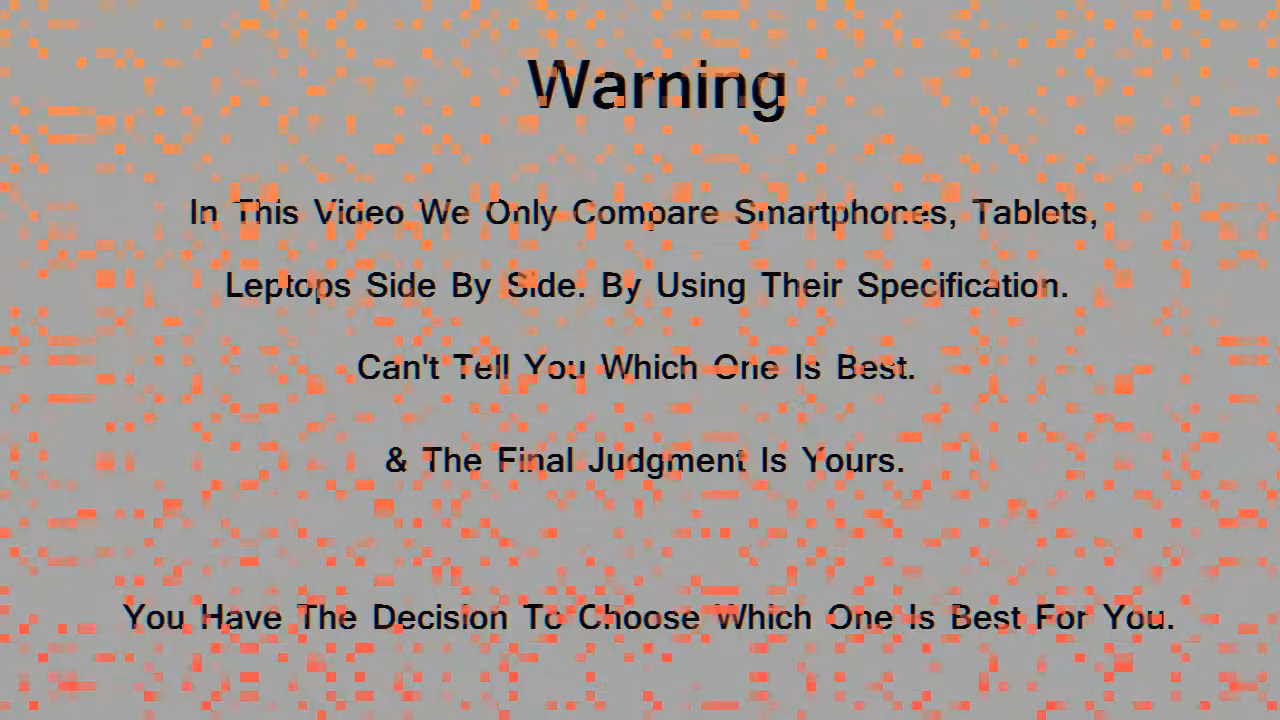 Warning
In This Video We Only Compare Smartphones, Tablets,
Leptops Side By Side. By Using Their Specification.
Can't Tell You Which One Is Best.
& The Final Judgment Is Yours.
You Have The Decision To Choose Which One Is Best For You.